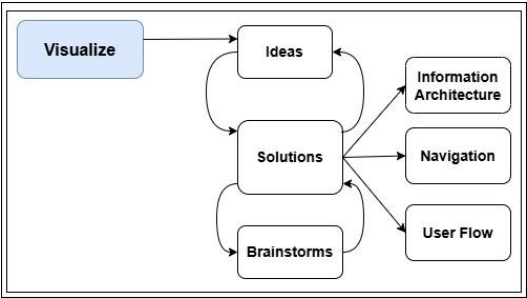 Visualize
Ideas
Information
Architecture
Solutions
Navigation
User Flow
Brainstorms